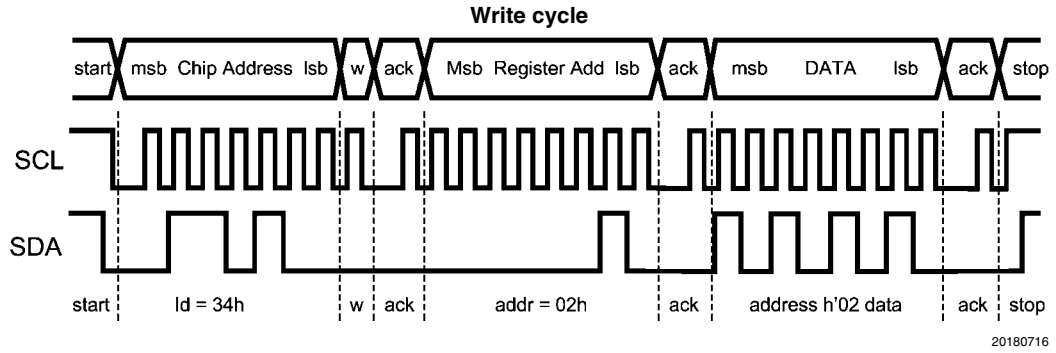 Write cycle
start msb Chip Address lsb w ack Msb Register Add lsb ack msb DATA lsb ack stop
SCL
SDA
start Id = 34h w ack addr = 02h ack address h'02 data ack stop
20180716